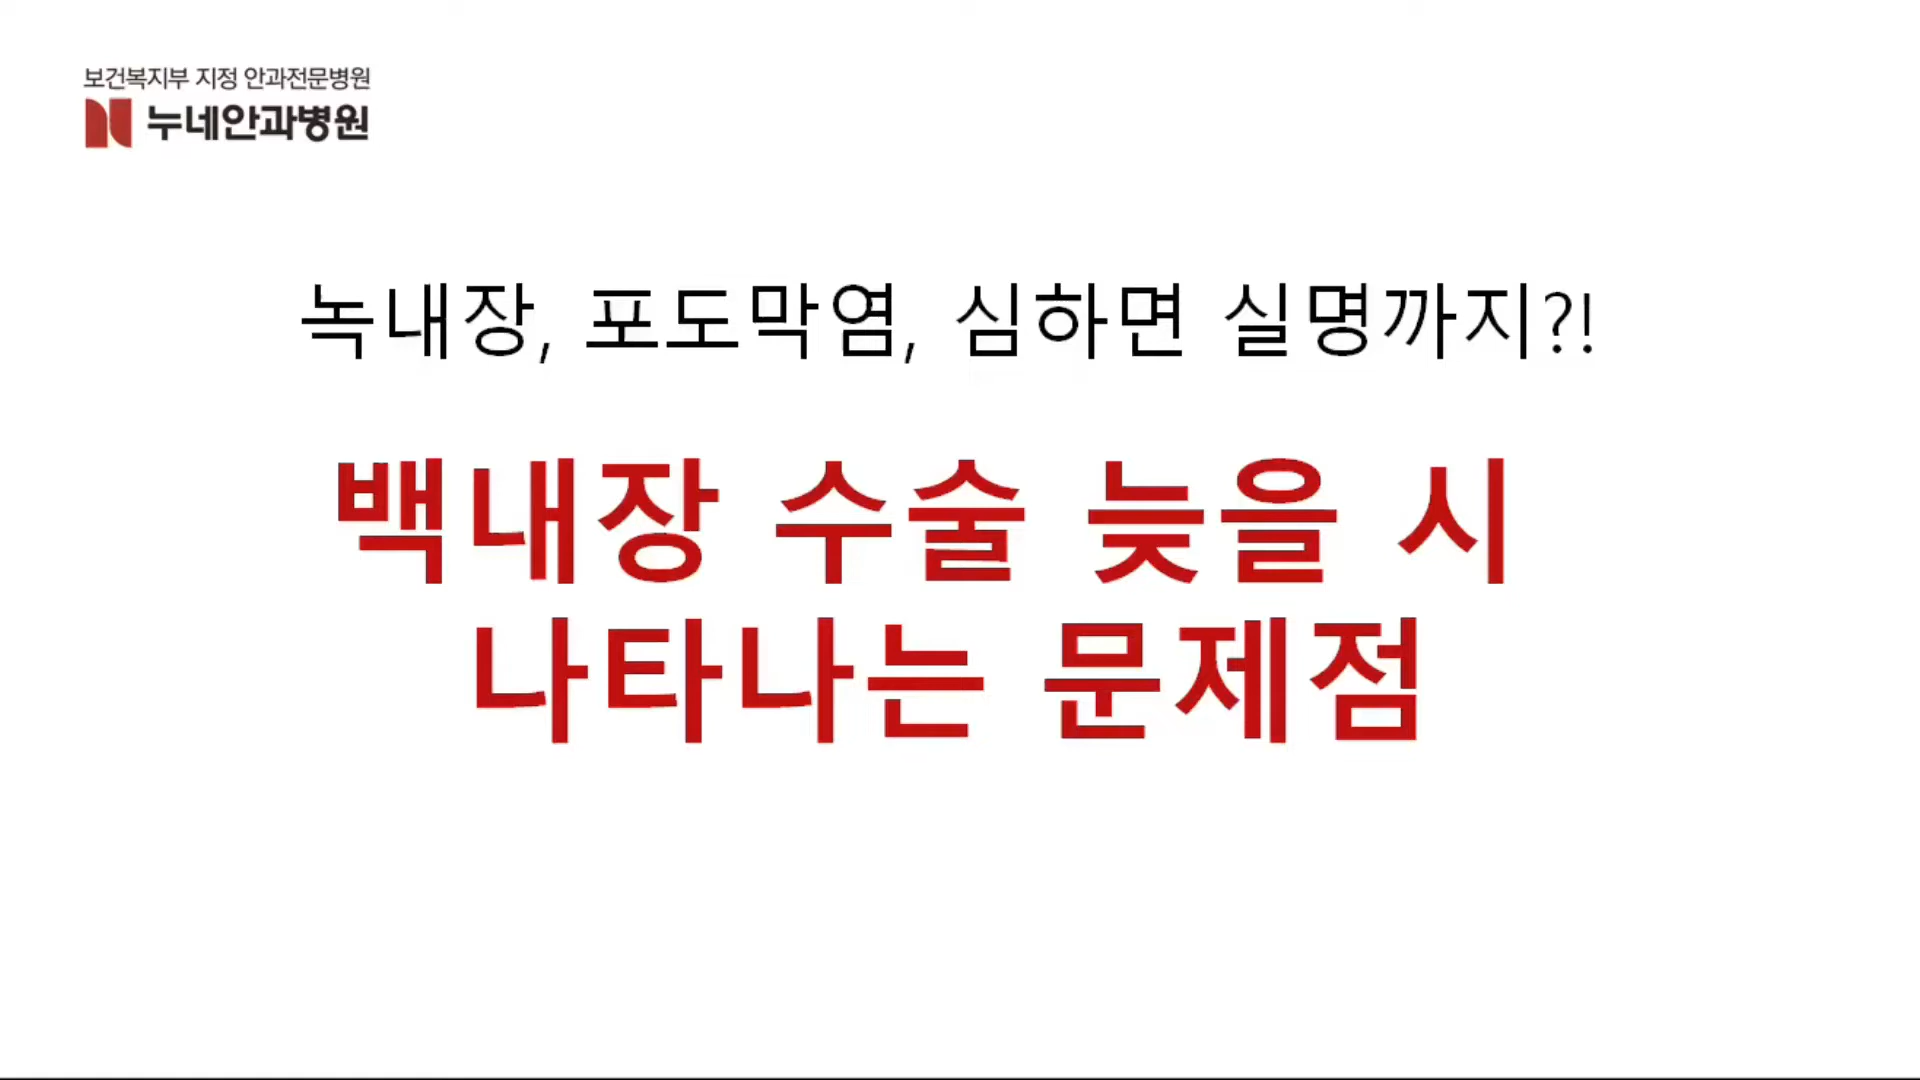 보건복지부 지정 안과전문병원
누네안과병원
녹내장, 포도막염, 심하면 실명까지?!
백내장 수술 늦을 시
나타나는 문제점